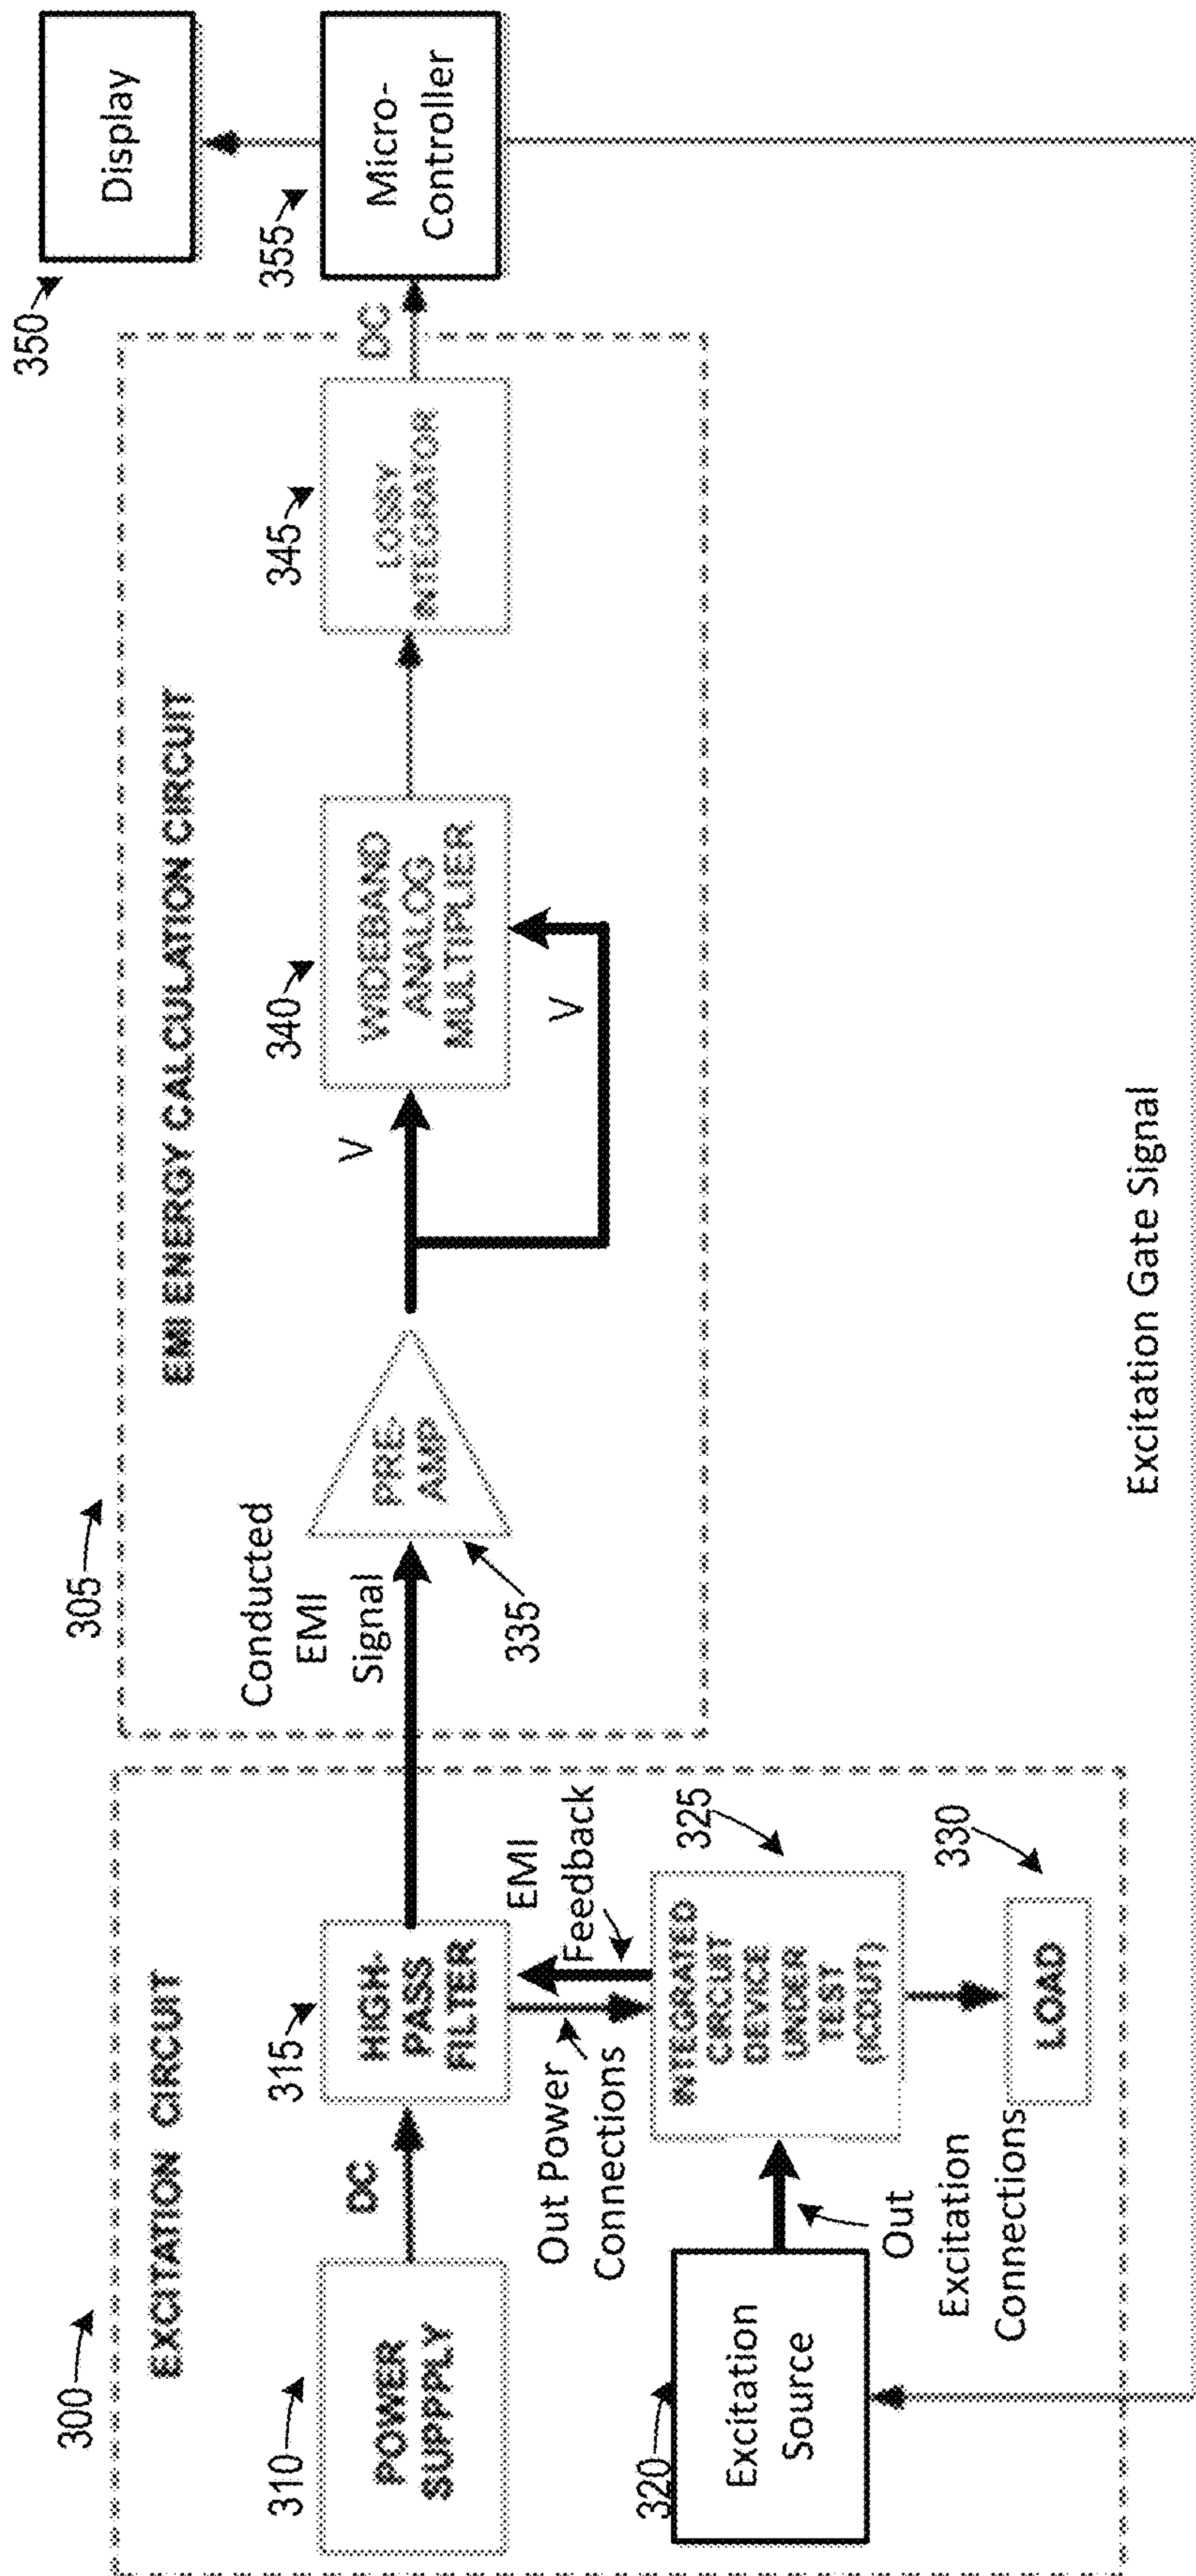 300
EXCITATION CIRCUIT
310
POWER
SUPPPLY
DC
315
HIGH-
PASS
FILTER
Out Power
Connections
EMI
Feedback
320
Excitation
Source
Out
Excitation
Connections
325
INTEGRATED
CIRCUIT
DEVICE
UNDER
TEST
(ICDUT)
330
LOAD
305
EMI ENERGY CALCULATION CIRCUIT
Conducted
EMI
Signal
335
PRE
AMP
V
V
340
WIDEBAND
ANALOG
MULTIPLIER
345
LOSSY
INTEGRATOR
DC
350
Display
355
Micro-
Controller
Excitation Gate Signal